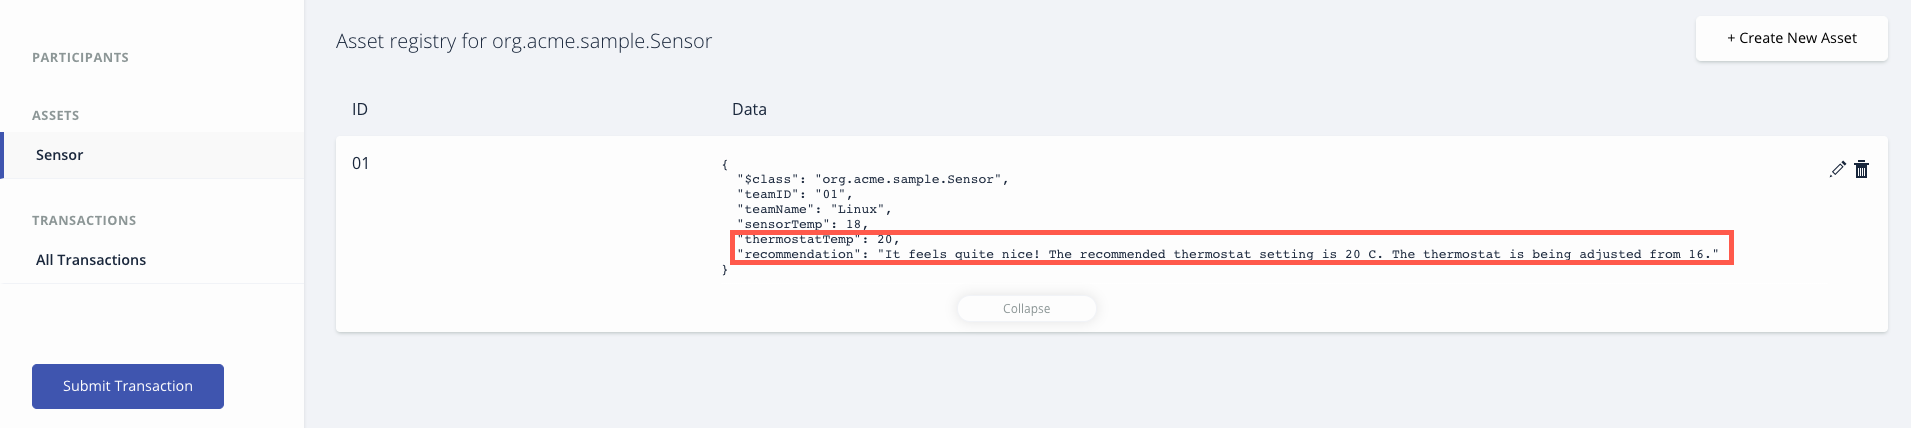 PARTICIPANTS
ASSETS
Sensor
TRANSACTIONS
All Transactions
Submit Transaction
Asset registry for org.acme.sample.Sensor
+ Create New Asset
ID Data
01
{
"$class": "org.acme.sample.Sensor",
"teamID": "01",
"teamName": "Linux",
"sensorTemp": 18,
"thermostatTemp": 20,
"recommendation": "It feels quite nice! The recommended thermostat setting is 20 C. The thermostat is being adjusted from 16."
}
Collapse